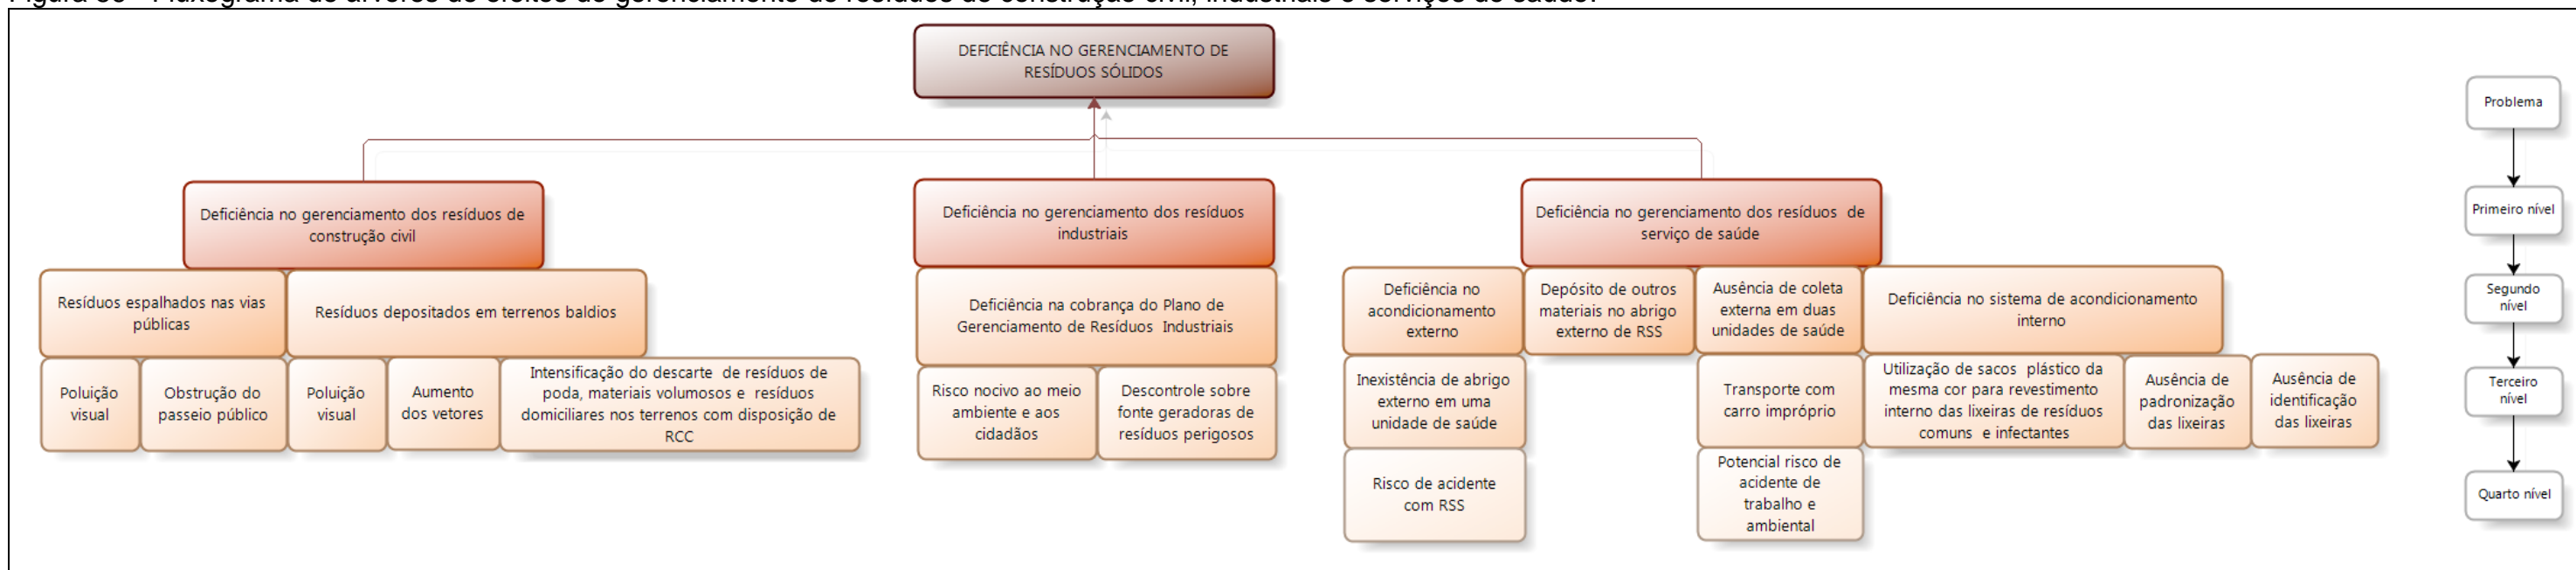 DEFICIÊNCIA NO GERENCIAMENTO DE
RESÍDUOS SÓLIDOS
Deficiência no gerenciamento dos resíduos de
construção civil
Resíduos espalhados nas vias
públicas
Resíduos depositados em terrenos baldios
Poluição
visual
Obstrução do
passeio público
Poluição
visual
Aumento
dos vetores
Intensificação do descarte de resíduos de
poda, materiais volumosos e resíduos
domiciliares nos terrenos com disposição de
RCC
Deficiência no gerenciamento dos resíduos
industriais
Deficiência na cobrança do Plano de
Gerenciamento de Resíduos Industriais
Risco nocivo ao meio
ambiente e aos
cidadãos
Descontrole sobre
fonte geradoras de
resíduos perigosos
Deficiência no gerenciamento dos resíduos de
serviço de saúde
Deficiência no
acondicionamento
externo
Depósito de outros
materiais no abrigo
externo de RSS
Ausência de coleta
externa em duas
unidades de saúde
Deficiência no sistema de acondicionamento
interno
Inexistência de abrigo
externo em uma
unidade de saúde
Transporte com
carro impróprio
Utilização de sacos plástico da
mesma cor para revestimento
interno das lixeiras de resíduos
comuns e infectantes
Ausência de
padronização
das lixeiras
Ausência de
identificação
das lixeiras
Risco de acidente
com RSS
Potencial risco de
acidente de
trabalho e
ambiental
Problema
Primeiro nível
Segundo
nível
Terceiro
nível
Quarto nível